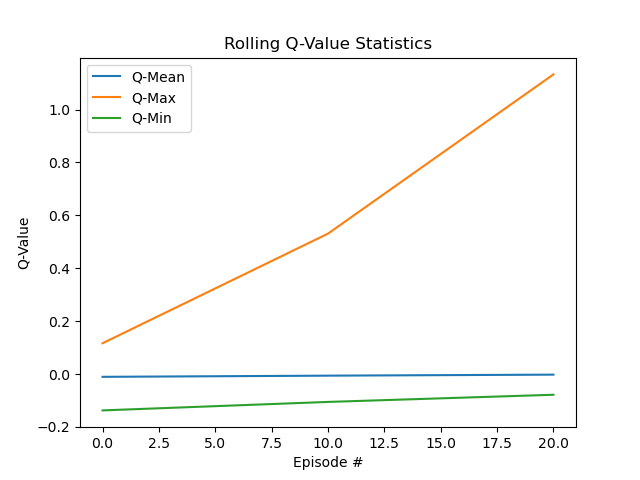 Rolling Q-Value Statistics
Q-Mean
Q-Max
Q-Min
Q-Value
1.0
0.8
0.6
0.4
0.2
0.0
−0.2
0.0 2.5 5.0 7.5 10.0 12.5 15.0 17.5 20.0
Episode #